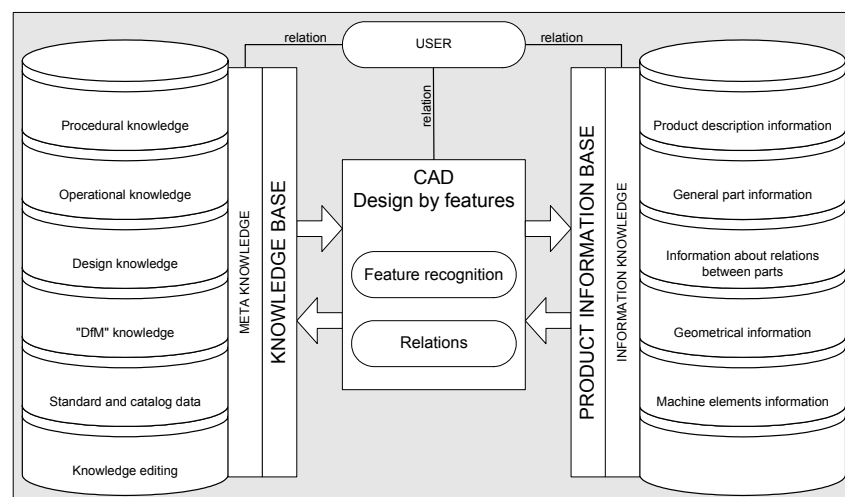 relation
USER
relation
relation
Procedural knowledge
Operational knowledge
Design knowledge
"DfM" knowledge
Standard and catalog data
Knowledge editing
META KNOWLEDGE
KNOWLEDGE BASE
CAD
Design by features
Feature recognition
Relations
PRODUCT INFORMATION BASE
INFORMATION KNOWLEDGE
Product description information
General part information
Information about relations
between parts
Geometrical information
Machine elements information